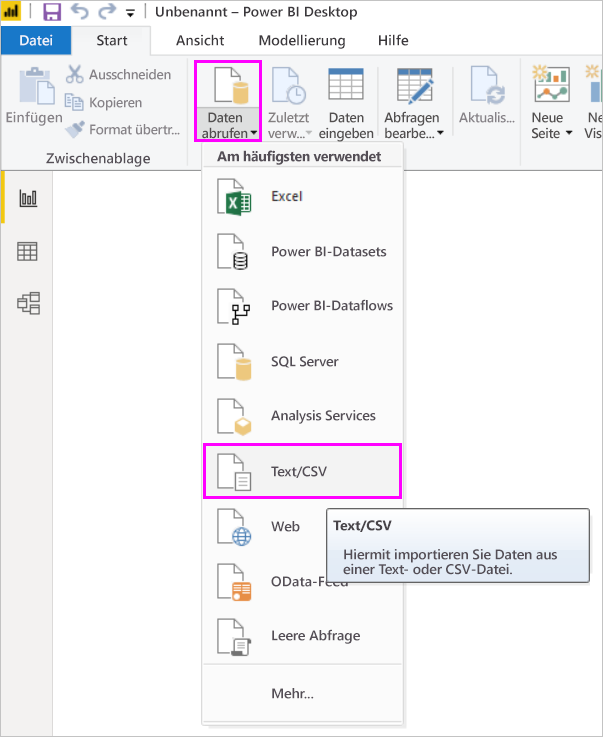 Unbenannt – Power BI Desktop
Datei Start Ansicht Modellierung Hilfe
Einfügen
Ausschneiden
Kopieren
Format übertr...
Zwischenablage
Daten
abrufen
Zuletzt
verw...
Daten
eingeben
Abfragen
bearbe...
Aktualis...
Neue
Seite
Ne
Vis
Am häufigsten verwendet
Excel
Power BI-Datasets
Power BI-Dataflows
SQL Server
Analysis Services
Text/CSV
Web
Text/CSV
Hiermit importieren Sie Daten aus
einer Text- oder CSV-Datei.
OData-Feed
Leere Abfrage
Mehr...